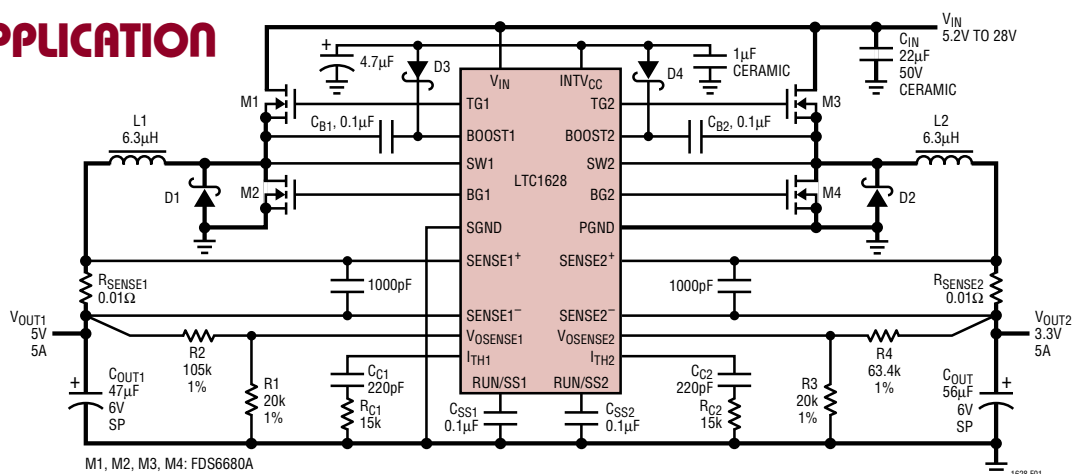 PPLICATION
VIN
5.2V TO 28V
CIN
22µF
50V
CERAMIC
4.7µF
D3
D4
1µF
CERAMIC
VIN
INTVCC
M1
TG1
TG2
M3
L1
6.3µH
CB1, 0.1µF
BOOST1
BOOST2
CB2, 0.1µF
L2
6.3µH
SW1
SW2
LTC1628
D1
M2
BG1
BG2
M4
D2
SGND
PGND
SENSE1+
SENSE2+
RSENSE1
0.01Ω
1000pF
1000pF
RSENSE2
0.01Ω
SENSE1–
SENSE2–
VOUT1
5V
5A
VOSENSE1
VOSENSE2
VOUT2
3.3V
5A
R2
105k
1%
R4
63.4k
1%
ITH1
ITH2
COUT1
47µF
6V
SP
R1
20k
1%
CC1
220pF
RC1
15k
RUN/SS1
RUN/SS2
CSS1
0.1µF
CSS2
0.1µF
CC2
220pF
RC2
15k
R3
20k
1%
COUT
56µF
6V
SP
M1, M2, M3, M4: FDS6680A
1628 F01